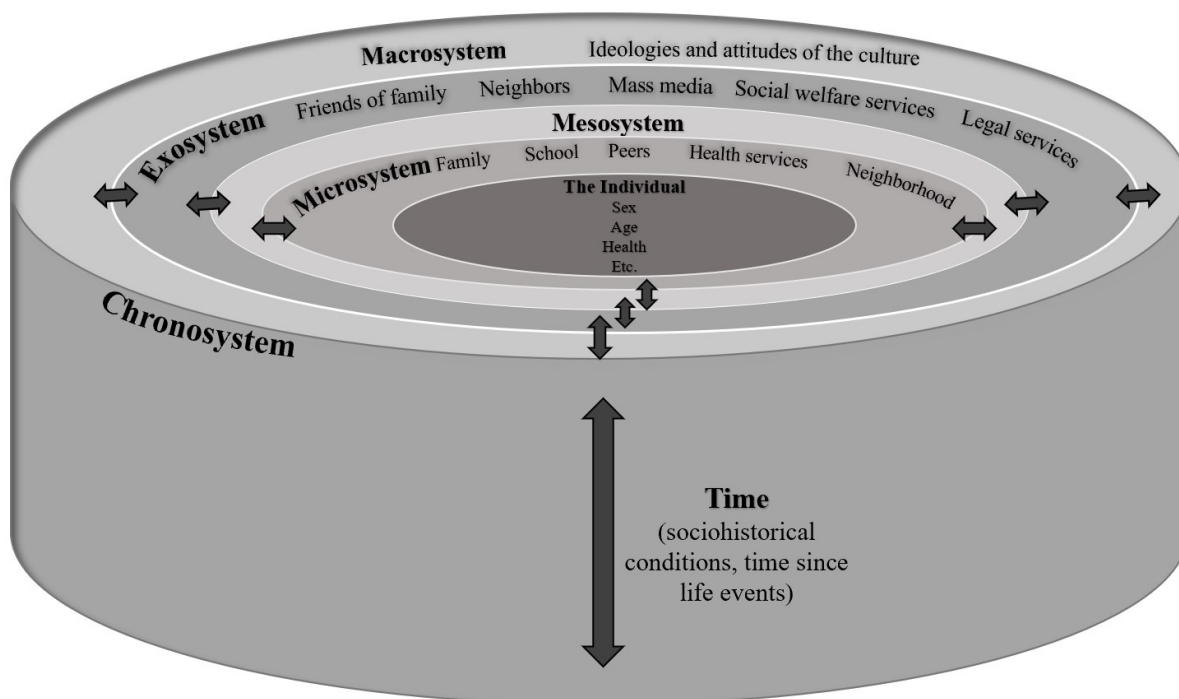 Macrosystem
Ideologies and attitudes of the culture
Exosystem
Friends of family
Neighbors
Mass media
Social welfare services
Legal services
Mesosystem
Microsystem
Family
School
Peers
Health services
Neighborhood
The Individual
Sex
Age
Health
Etc.
Chronosystem
Time
(sociohistorical
conditions, time since
life events)